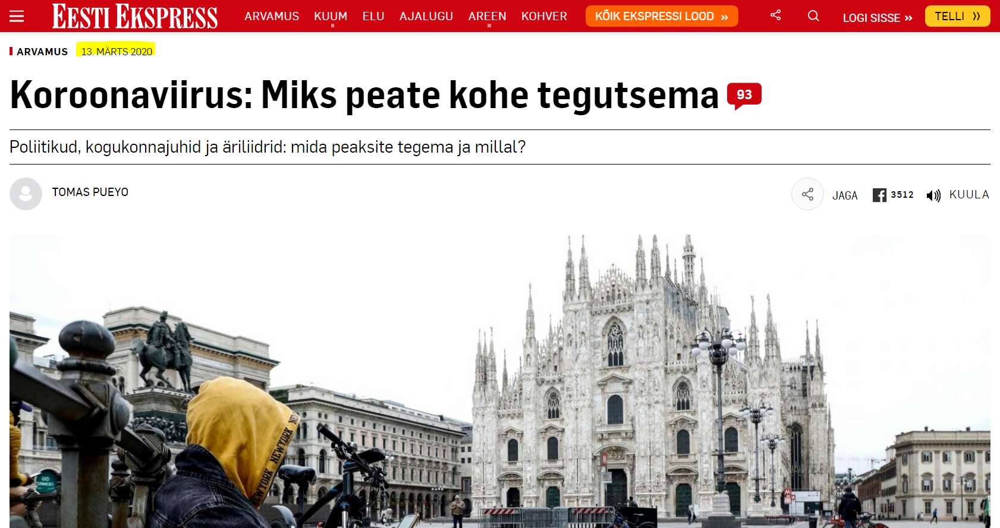 EESTI EKSPRESS
ARVAMUS KUUM ELU AJALUGU AREEN KOHVER
KÕIK EKSPRESSI LOOD »
LOGI SISSE »
TELLI »
ARVAMUS 13. MÄRTS 2020
Koroonaviirus: Miks peate kohe tegutsema 93
Poliitikud, kogukonnajuhid ja äriliidrid: mida peaksite tegema ja millal?
TOMAS PUEYO
JAGA 3512 KUULA
NEWYORK
NEWYORK